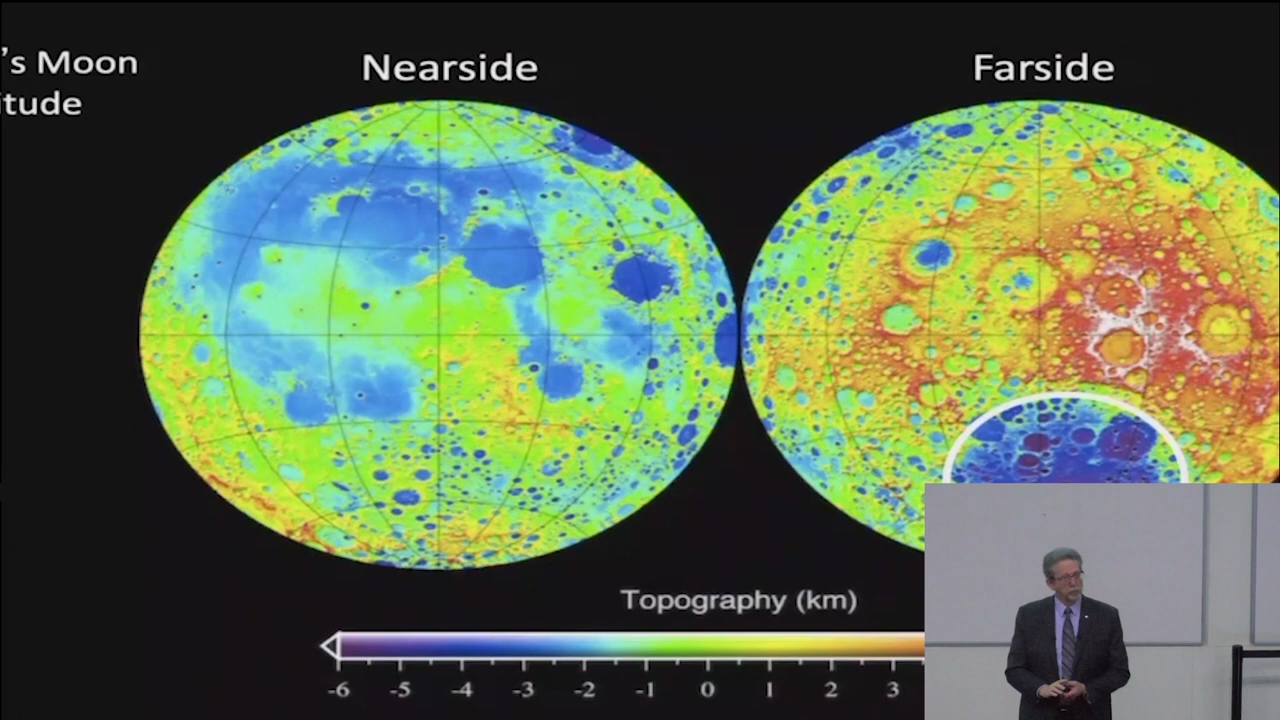 's Moon
itude
Nearside
Farside
Topography (km)
-6 -5 -4 -3 -2 -1 0 1 2 3